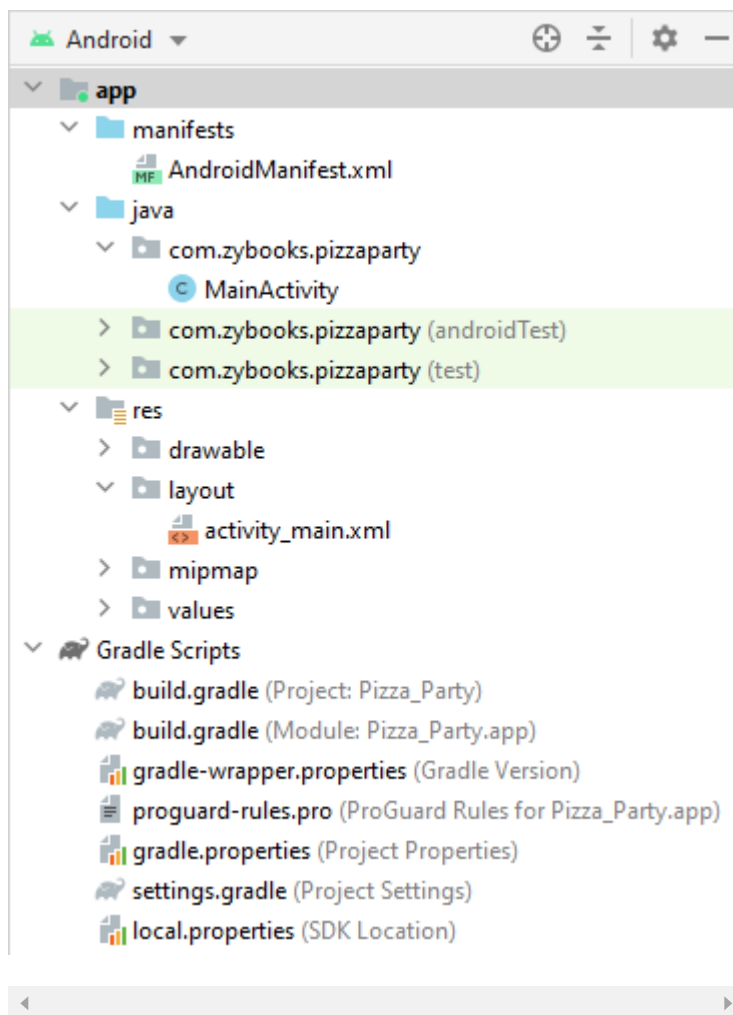 Android
app
manifests
MF AndroidManifest.xml
java
com.zybooks.pizzaparty
C MainActivity
com.zybooks.pizzaparty (androidTest)
com.zybooks.pizzaparty (test)
res
drawable
layout
<> activity_main.xml
mipmap
values
Gradle Scripts
build.gradle (Project: Pizza_Party)
build.gradle (Module: Pizza_Party.app)
gradle-wrapper.properties (Gradle Version)
proguard-rules.pro (ProGuard Rules for Pizza_Party.app)
gradle.properties (Project Properties)
settings.gradle (Project Settings)
local.properties (SDK Location)